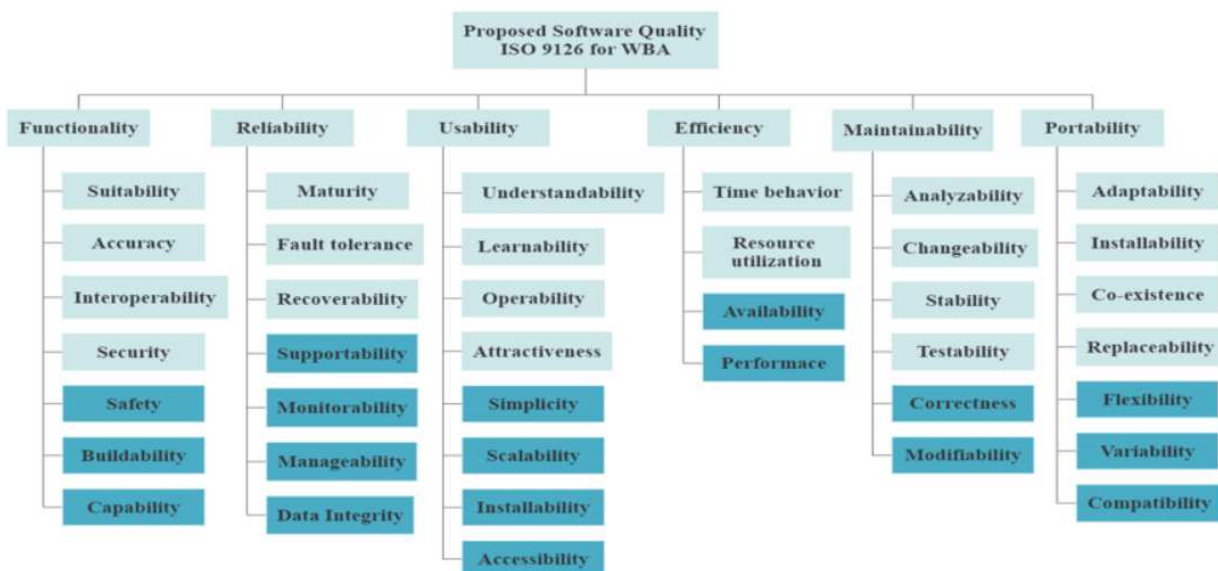 Proposed Software Quality
ISO 9126 for WBA
Functionality
Suitability
Accuracy
Interoperability
Security
Safety
Buildability
Capability
Reliability
Maturity
Fault tolerance
Recoverability
Supportability
Monitorability
Manageability
Data Integrity
Usability
Understandability
Learnability
Operability
Attractiveness
Simplicity
Scalability
Installability
Accessibility
Efficiency
Time behavior
Resource
utilization
Availability
Performace
Maintainability
Analyzability
Changeability
Stability
Testability
Correctness
Modifiability
Portability
Adaptability
Installability
Co-existence
Replaceability
Flexibility
Variability
Compatibility